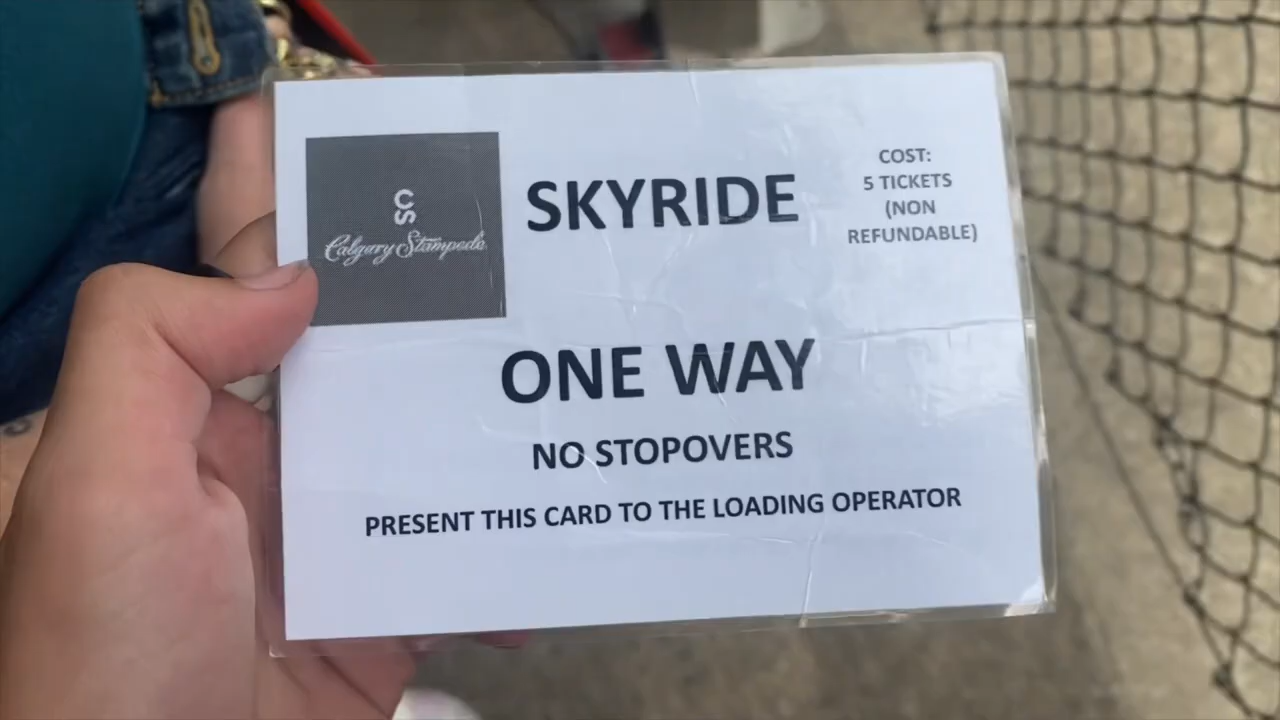 CS
Calgary Stampede
SKYRIDE
COST:
5 TICKETS
(NON
REFUNDABLE)
ONE WAY
NO STOPOVERS
PRESENT THIS CARD TO THE LOADING OPERATOR